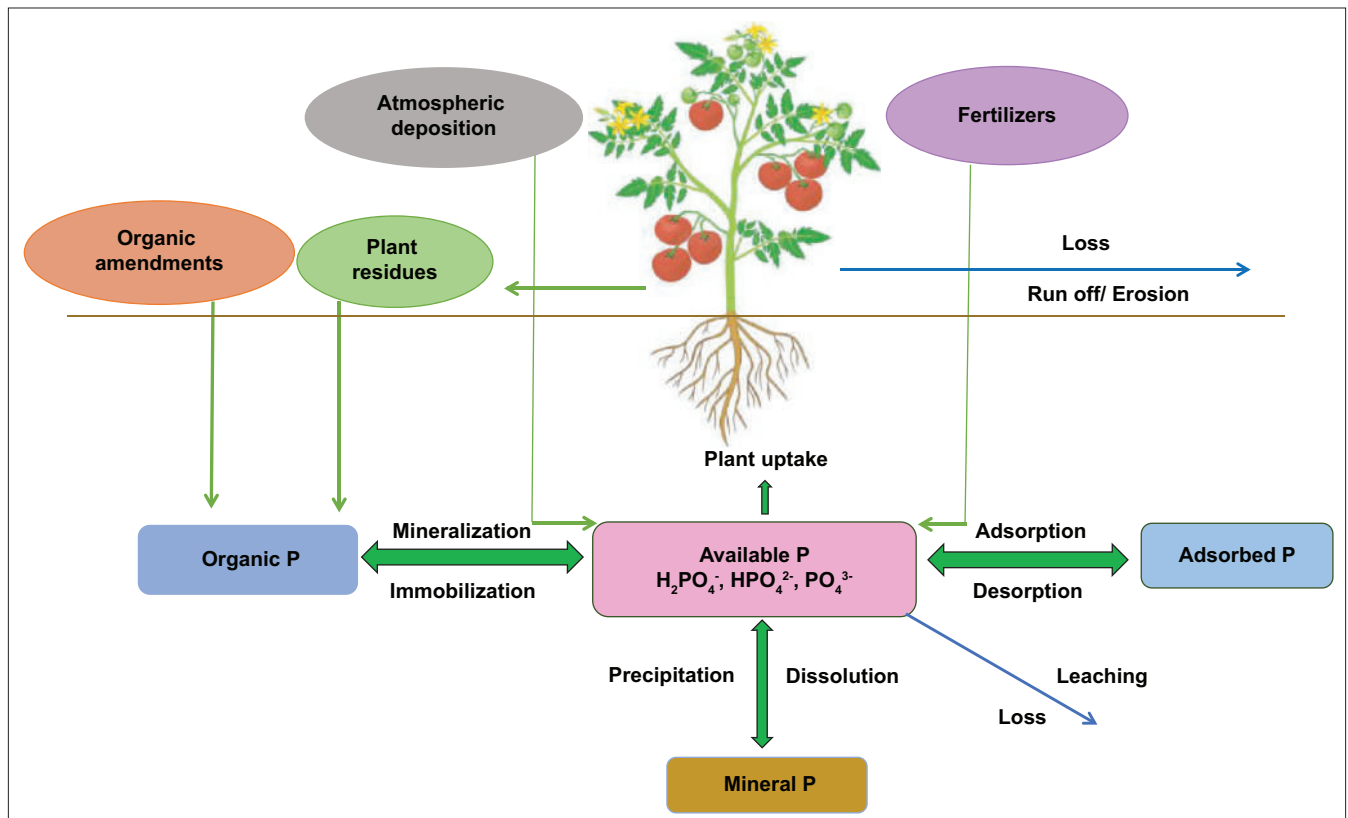 Atmospheric
deposition
Fertilizers
Organic
amendments
Plant
residues
Loss
Run off/ Erosion
Plant uptake
Mineralization
Immobilization
Organic P
Available P
H₂PO₄⁻, HPO₄²⁻, PO₄³⁻
Adsorption
Desorption
Adsorbed P
Precipitation
Dissolution
Leaching
Loss
Mineral P